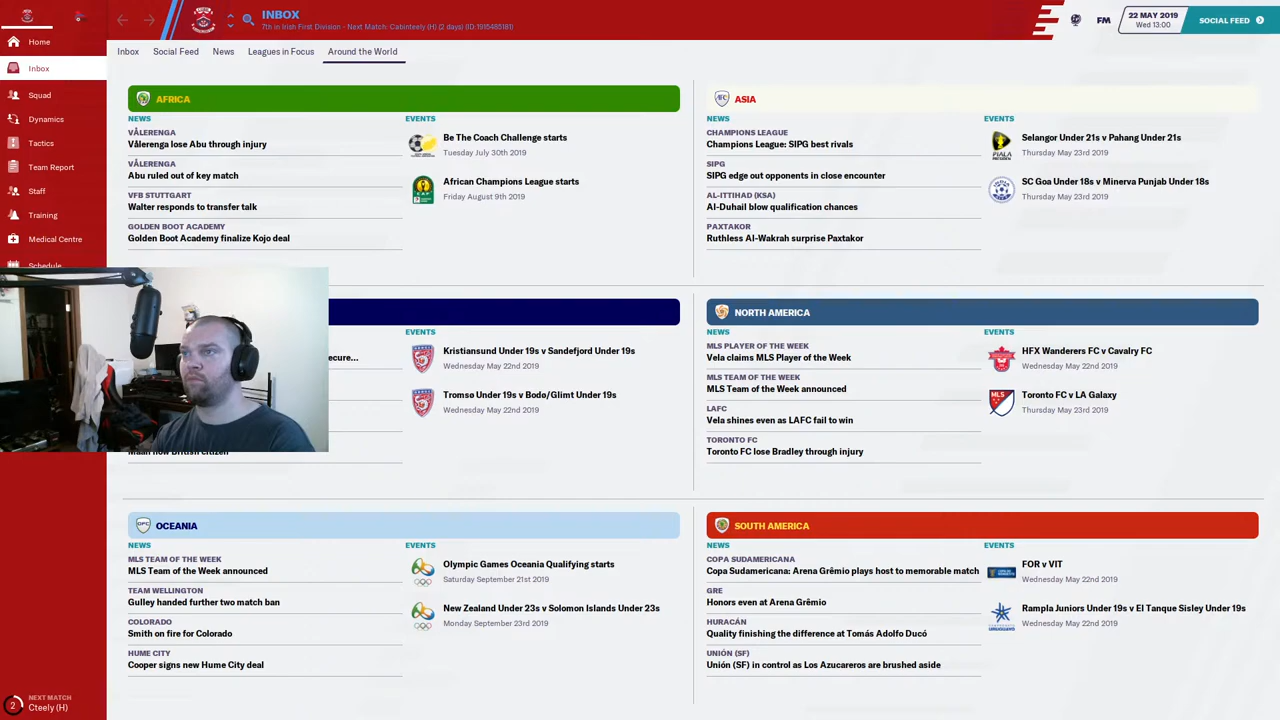 INBOX
7th in Irish First Division - Next Match: Cabinteely (H) (2 days) (ID:1915485181)
FM
22 MAY 2019
Wed 13:00
SOCIAL FEED
Home
Inbox
Squad
Dynamics
Tactics
Team Report
Staff
Training
Medical Centre
Schedule
Inbox
Social Feed
News
Leagues in Focus
Around the World
AFRICA
NEWS
VÅLERENGA
Vålerenga lose Abu through injury
VÅLERENGA
Abu ruled out of key match
VFB STUTTGART
Walter responds to transfer talk
GOLDEN BOOT ACADEMY
Golden Boot Academy finalize Kojo deal
EVENTS
Be The Coach Challenge starts
Tuesday July 30th 2019
African Champions League starts
Friday August 9th 2019
ASIA
NEWS
CHAMPIONS LEAGUE
Champions League: SIPG best rivals
SIPG
SIPG edge out opponents in close encounter
AL-ITTIHAD (KSA)
Al-Duhail blow qualification chances
PAXTAKOR
Ruthless Al-Wakrah surprise Paxtakor
EVENTS
Selangor Under 21s v Pahang Under 21s
Thursday May 23rd 2019
SC Goa Under 18s v Minerva Punjab Under 18s
Thursday May 23rd 2019
ecure...
EVENTS
Kristiansund Under 19s v Sandefjord Under 19s
Wednesday May 22nd 2019
Tromsø Under 19s v Bodø/Glimt Under 19s
Wednesday May 22nd 2019
NORTH AMERICA
NEWS
MLS PLAYER OF THE WEEK
Vela claims MLS Player of the Week
MLS TEAM OF THE WEEK
MLS Team of the Week announced
LAFC
Vela shines even as LAFC fail to win
TORONTO FC
Toronto FC lose Bradley through injury
EVENTS
HFX Wanderers FC v Cavalry FC
Wednesday May 22nd 2019
Toronto FC v LA Galaxy
Thursday May 23rd 2019
OCEANIA
NEWS
MLS TEAM OF THE WEEK
MLS Team of the Week announced
TEAM WELLINGTON
Gulley handed further two match ban
COLORADO
Smith on fire for Colorado
HUME CITY
Cooper signs new Hume City deal
EVENTS
Olympic Games Oceania Qualifying starts
Saturday September 21st 2019
New Zealand Under 23s v Solomon Islands Under 23s
Monday September 23rd 2019
SOUTH AMERICA
NEWS
COPA SUDAMERICANA
Copa Sudamericana: Arena Grêmio plays host to memorable match
GRE
Honors even at Arena Grêmio
HURACÁN
Quality finishing the difference at Tomás Adolfo Ducó
UNIÓN (SF)
Unión (SF) in control as Los Azucareros are brushed aside
EVENTS
FOR v VIT
Wednesday May 22nd 2019
Rampla Juniors Under 19s v El Tanque Sisley Under 19s
Wednesday May 22nd 2019
2
NEXT MATCH
Cteely (H)